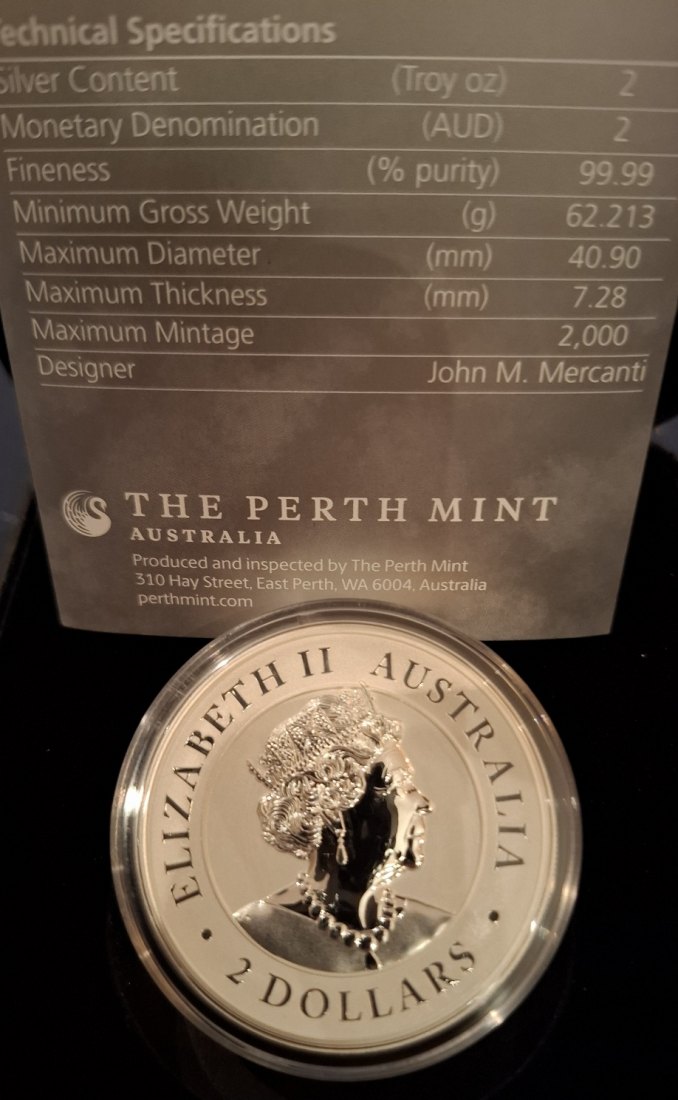 Technical Specifications
Silver Content (Troy oz) 2
Monetary Denomination (AUD) 2
Fineness (% purity) 99.99
Minimum Gross Weight (g) 62.213
Maximum Diameter (mm) 40.90
Maximum Thickness (mm) 7.28
Maximum Mintage 2,000
Designer John M. Mercanti
THE PERTH MINT
AUSTRALIA
Produced and inspected by The Perth Mint
310 Hay Street, East Perth, WA 6004, Australia
perthmint.com
ELIZABETH II AUSTRALIA
• 2 DOLLARS •